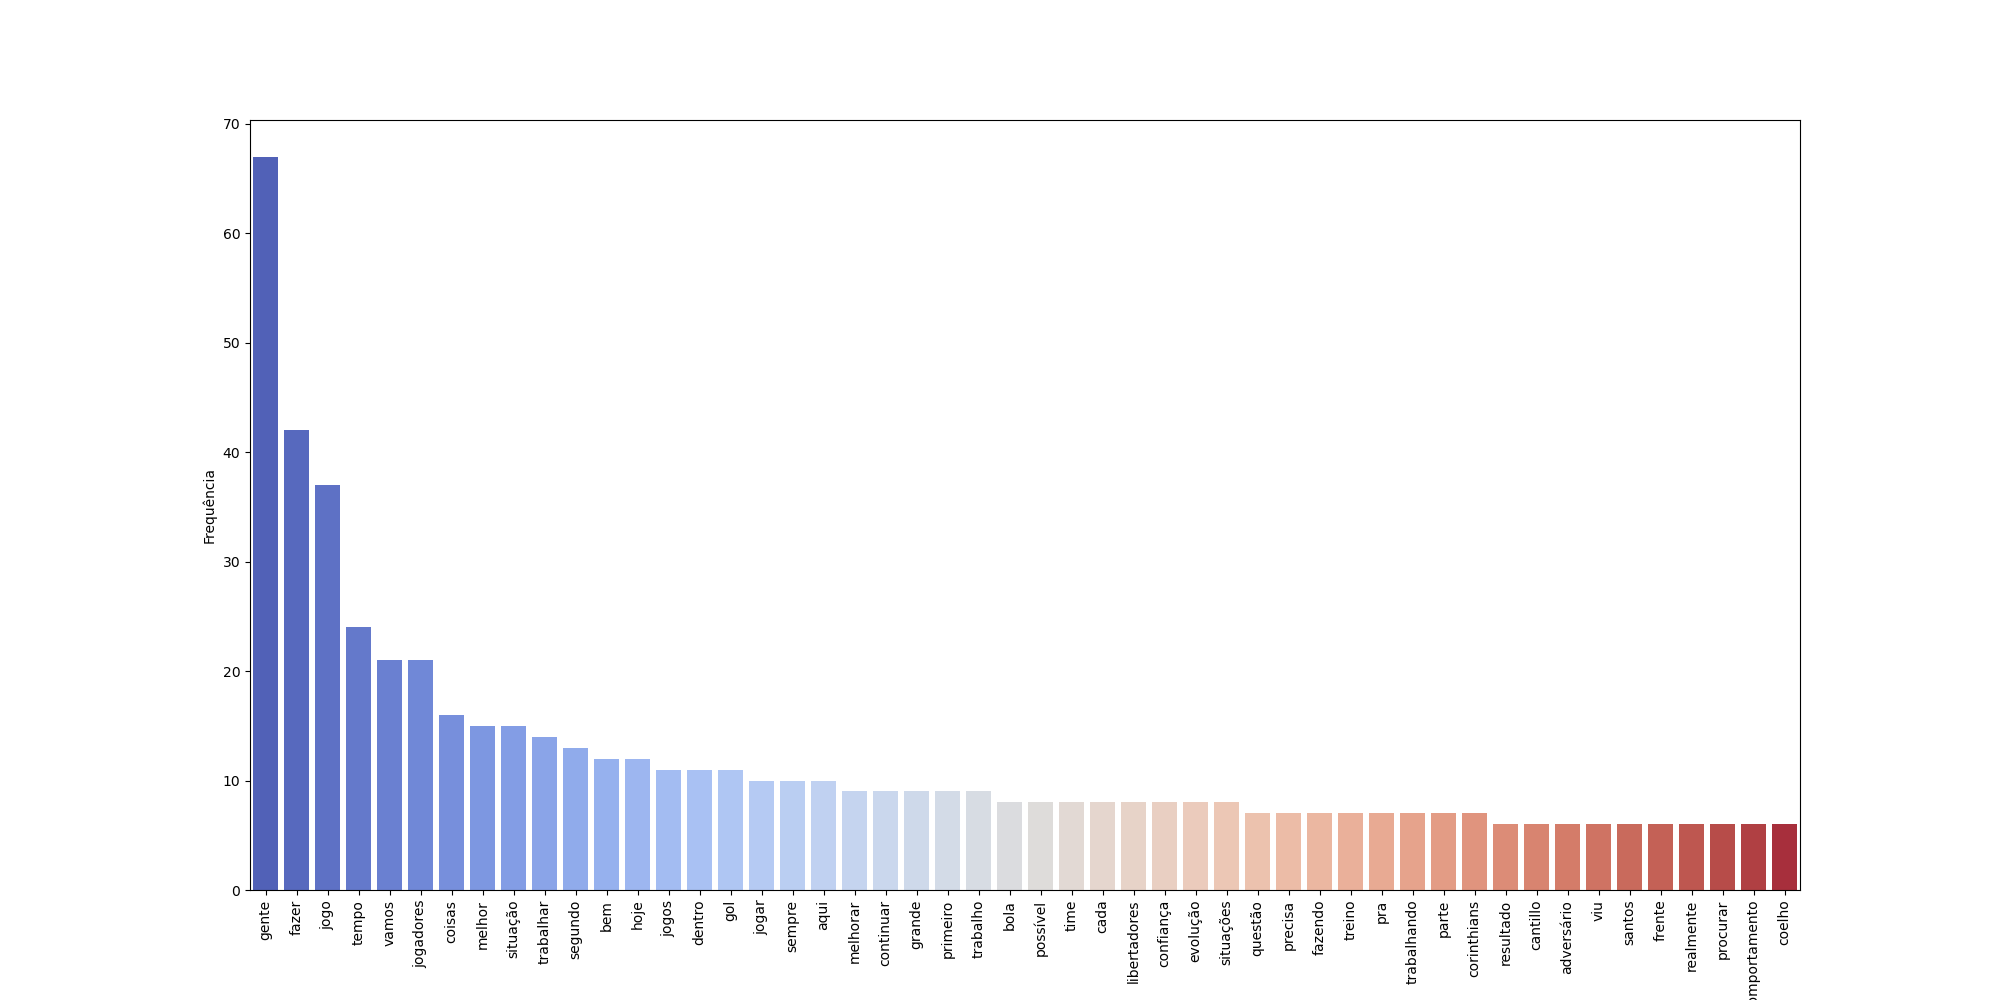 70
60
50
40
30
20
10
0
Frequência
gente
fazer
jogo
tempo
vamos
jogadores
coisas
melhor
situação
trabalhar
segundo
bem
hoje
jogos
dentro
gol
jogar
sempre
aqui
melhorar
continuar
grande
primeiro
trabalho
bola
possível
time
cada
libertadores
confiança
evolução
situações
questão
precisa
fazendo
treino
pra
trabalhando
parte
corinthians
resultado
cantillo
adversário
viu
santos
frente
realmente
procurar
omportamento
coelho